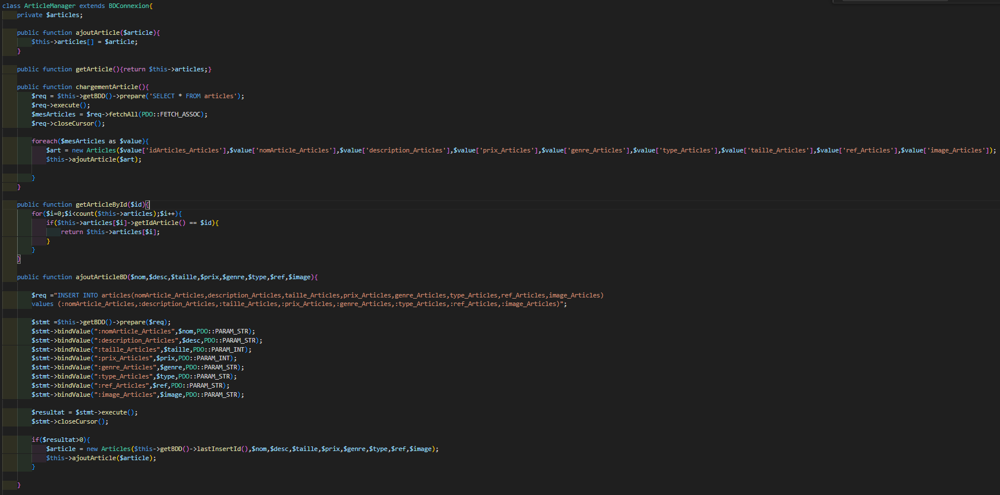 class ArticleManager extends BDConnexion{
private $articles;
public function ajoutArticle($article){
$this->articles[] = $article;
}
public function getArticle(){return $this->articles;}
public function chargementArticle(){
$req = $this->getBDD()->prepare('SELECT * FROM articles');
$req->execute();
$mesArticles = $req->fetchAll(PDO::FETCH_ASSOC);
$req->closeCursor();
foreach($mesArticles as $value){
$art = new Articles($value['idArticles_Articles'],$value['nomArticle_Articles'],$value['description_Articles'],$value['prix_Articles'],$value['genre_Articles'],$value['type_Articles'],$value['taille_Articles'],$value['ref_Articles'],$value['image_Articles']);
$this->ajoutArticle($art);
}
}
public function getArticleById($id){
for($i=0;$i<count($this->articles);$i++){
if($this->articles[$i]->getIdArticle() == $id){
return $this->articles[$i];
}
}
}
public function ajoutArticleBD($nom,$desc,$taille,$prix,$genre,$type,$ref,$image){
$req ="INSERT INTO articles(nomArticle_Articles,description_Articles,taille_Articles,prix_Articles,genre_Articles,type_Articles,ref_Articles,image_Articles)
values (:nomArticle_Articles,:description_Articles,:taille_Articles,:prix_Articles,:genre_Articles,:type_Articles,:ref_Articles,:image_Articles)";
$stmt =$this->getBDD()->prepare($req);
$stmt->bindValue(":nomArticle_Articles",$nom,PDO::PARAM_STR);
$stmt->bindValue(":description_Articles",$desc,PDO::PARAM_STR);
$stmt->bindValue(":taille_Articles",$taille,PDO::PARAM_INT);
$stmt->bindValue(":prix_Articles",$prix,PDO::PARAM_INT);
$stmt->bindValue(":genre_Articles",$genre,PDO::PARAM_STR);
$stmt->bindValue(":type_Articles",$type,PDO::PARAM_STR);
$stmt->bindValue(":ref_Articles",$ref,PDO::PARAM_STR);
$stmt->bindValue(":image_Articles",$image,PDO::PARAM_STR);
$resultat = $stmt->execute();
$stmt->closeCursor();
if($resultat>0){
$article = new Articles($this->getBDD()->lastInsertId(),$nom,$desc,$taille,$prix,$genre,$type,$ref,$image);
$this->ajoutArticle($article);
}
}